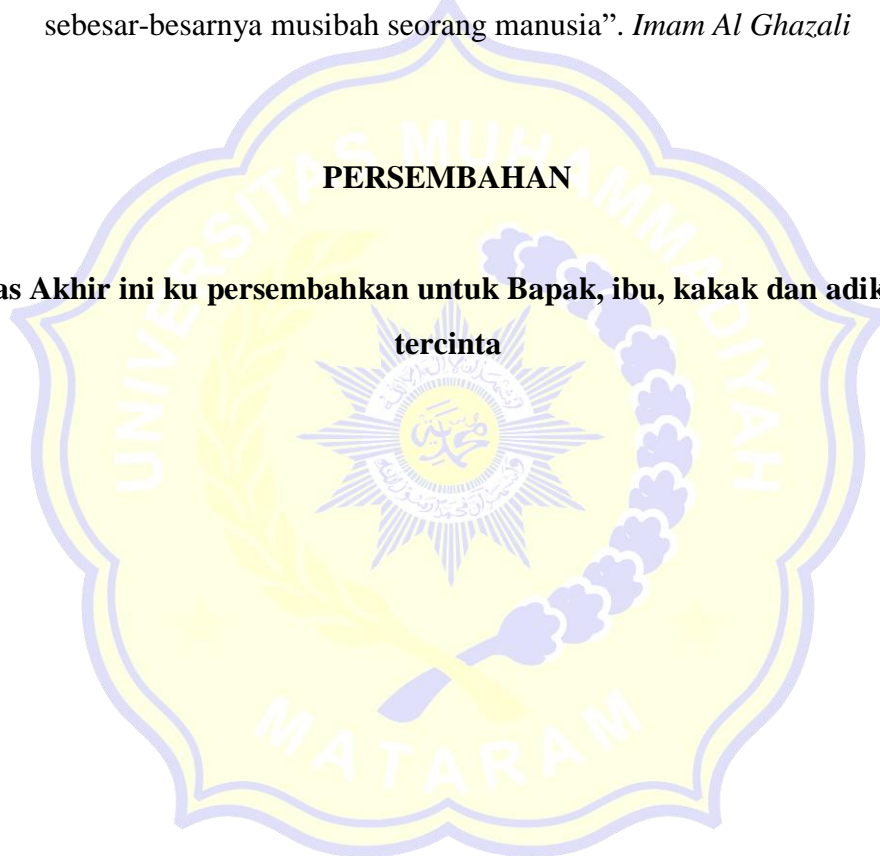 sebesar-besarnya musibah seorang manusia”. Imam Al Ghazali
PERSEMBAHAN
as Akhir ini ku persembahkan untuk Bapak, ibu, kakak dan adik
tercinta
UNIVERSITAS MUHAMMADIYAH
MATARAM